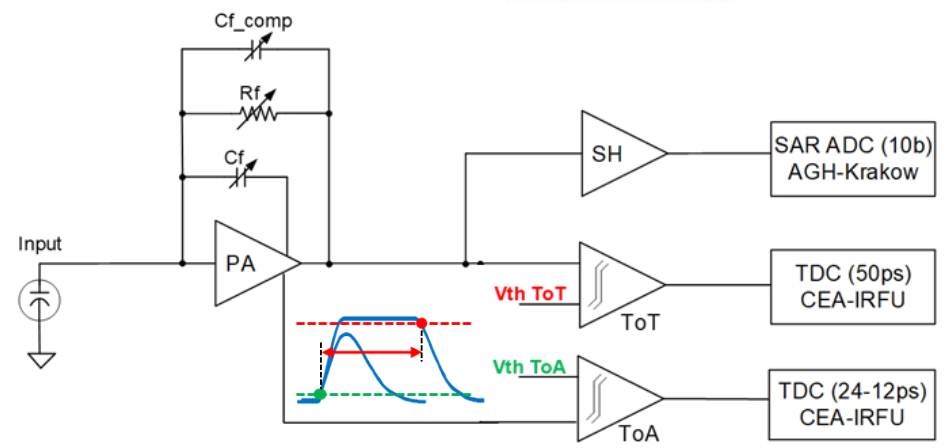 Cf_comp
Rf
Cf
Input
PA
SH
SAR ADC (10b)
AGH-Krakow
Vth ToT
ToT
TDC (50ps)
CEA-IRFU
Vth ToA
ToA
TDC (24-12ps)
CEA-IRFU